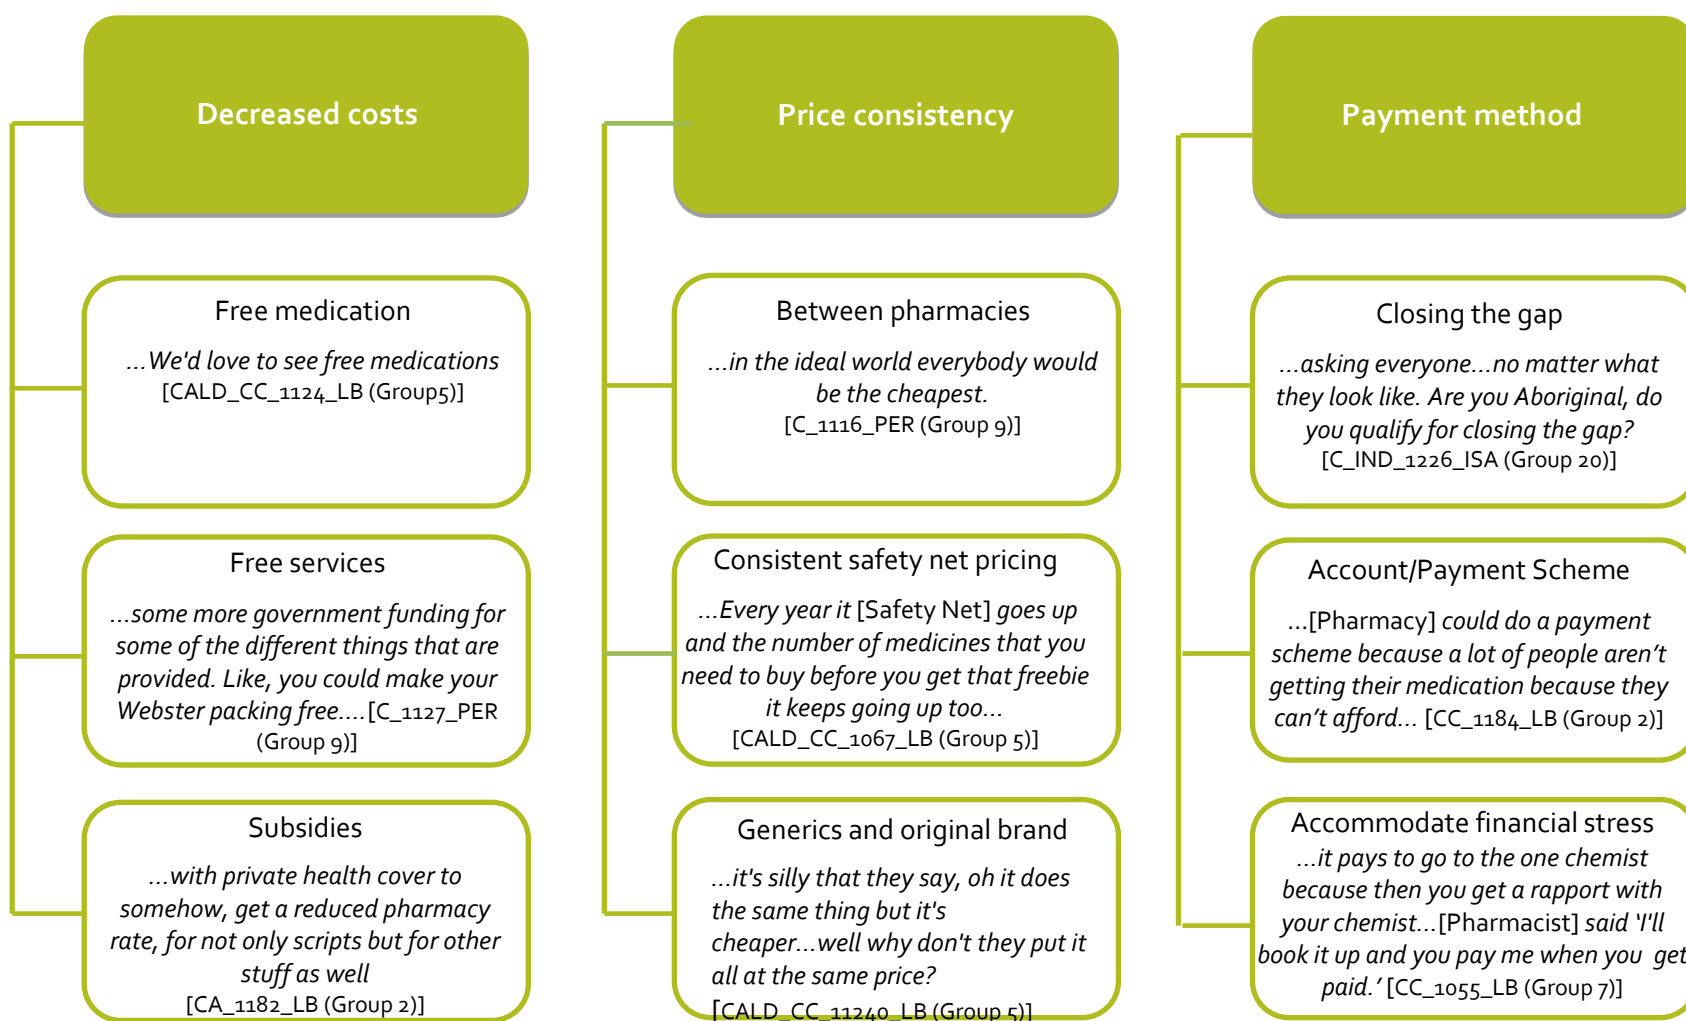 Decreased costs
Free medication
...We'd love to see free medications
[CALD_CC_1124_LB (Group5)]
Free services
...some more government funding for
some of the different things that are
provided. Like, you could make your
Webster packing free....[C_1127_PER
(Group 9)]
Subsidies
...with private health cover to
somehow, get a reduced pharmacy
rate, for not only scripts but for other
stuff as well
[CA_1182_LB (Group 2)]
Price consistency
Between pharmacies
...in the ideal world everybody would
be the cheapest.
[C_1116_PER (Group 9)]
Consistent safety net pricing
...Every year it [Safety Net] goes up
and the number of medicines that you
need to buy before you get that freebie
it keeps going up too...
[CALD_CC_1067_LB (Group 5)]
Generics and original brand
...it's silly that they say, oh it does
the same thing but it's
cheaper...well why don't they put it
all at the same price?
[CALD_CC_11240_LB (Group 5)]
Payment method
Closing the gap
...asking everyone...no matter what
they look like. Are you Aboriginal, do
you qualify for closing the gap?
[C_IND_1226_ISA (Group 20)]
Account/Payment Scheme
...[Pharmacy] could do a payment
scheme because a lot of people aren’t
getting their medication because they
can’t afford... [CC_1184_LB (Group 2)]
Accommodate financial stress
...it pays to go to the one chemist
because then you get a rapport with
your chemist...[Pharmacist] said ‘I'll
book it up and you pay me when you get
paid.’ [CC_1055_LB (Group 7)]